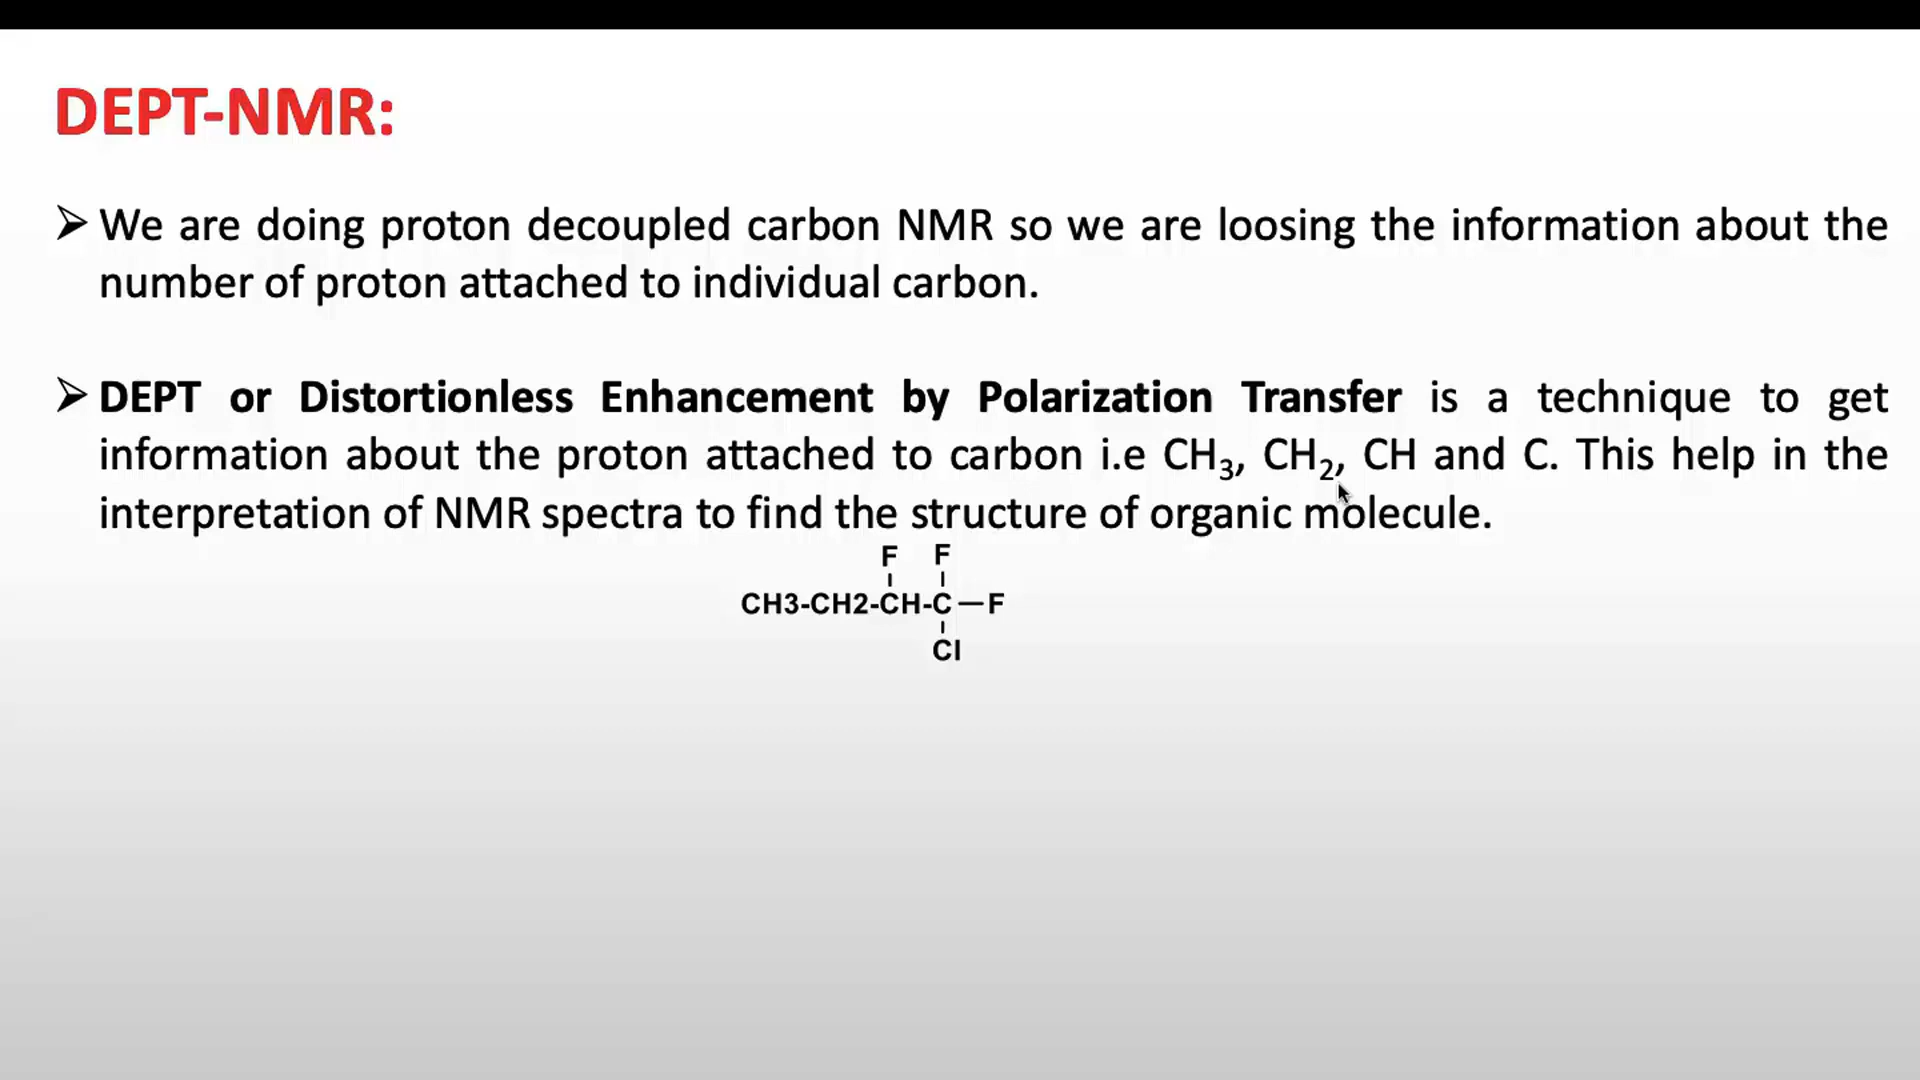 DEPT-NMR:
➢ We are doing proton decoupled carbon NMR so we are loosing the information about the
number of proton attached to individual carbon.
➢ DEPT or Distortionless Enhancement by Polarization Transfer is a technique to get
information about the proton attached to carbon i.e CH₃, CH₂, CH and C. This help in the
interpretation of NMR spectra to find the structure of organic molecule.
F F
CH3-CH2-CH-C—F
Cl